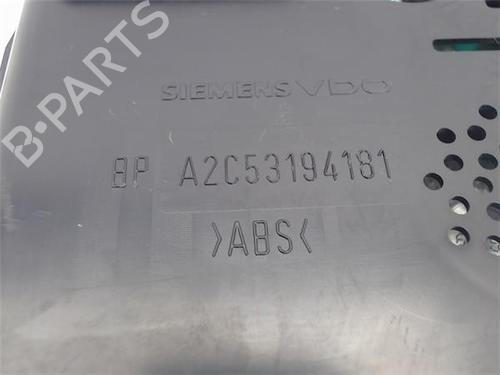 SIEMENS VDO
BP A2C53194181
>ABS<
B-PARTS